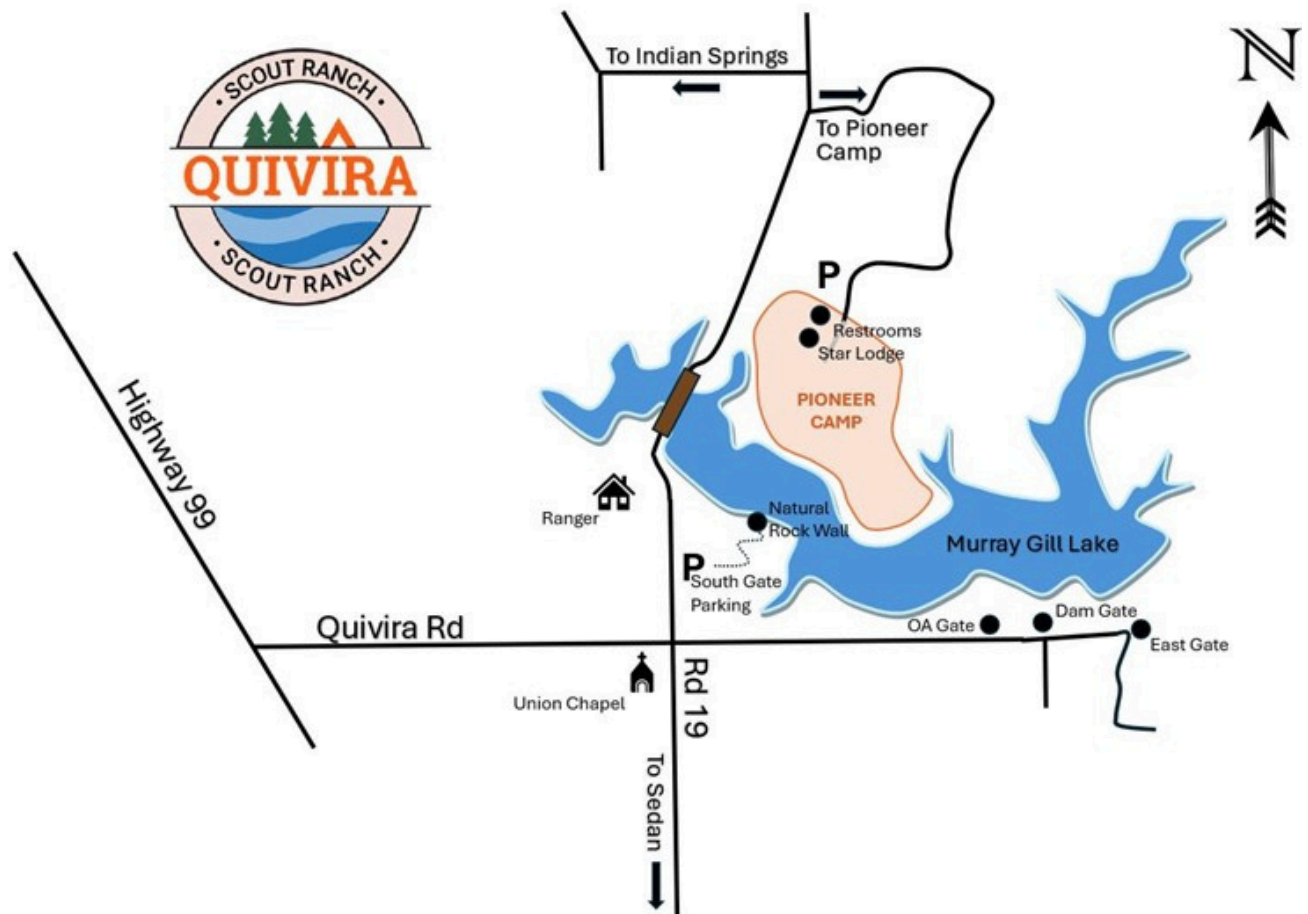 SCOUT RANCH
QUIVIRA
SCOUT RANCH
To Indian Springs
To Pioneer
Camp
N
Highway 99
P
Restrooms
Star Lodge
PIONEER
CAMP
Ranger
Natural
Rock Wall
P
South Gate
Parking
Murray Gill Lake
Quivira Rd
OA Gate
Dam Gate
East Gate
Union Chapel
Rd 19
To Sedan